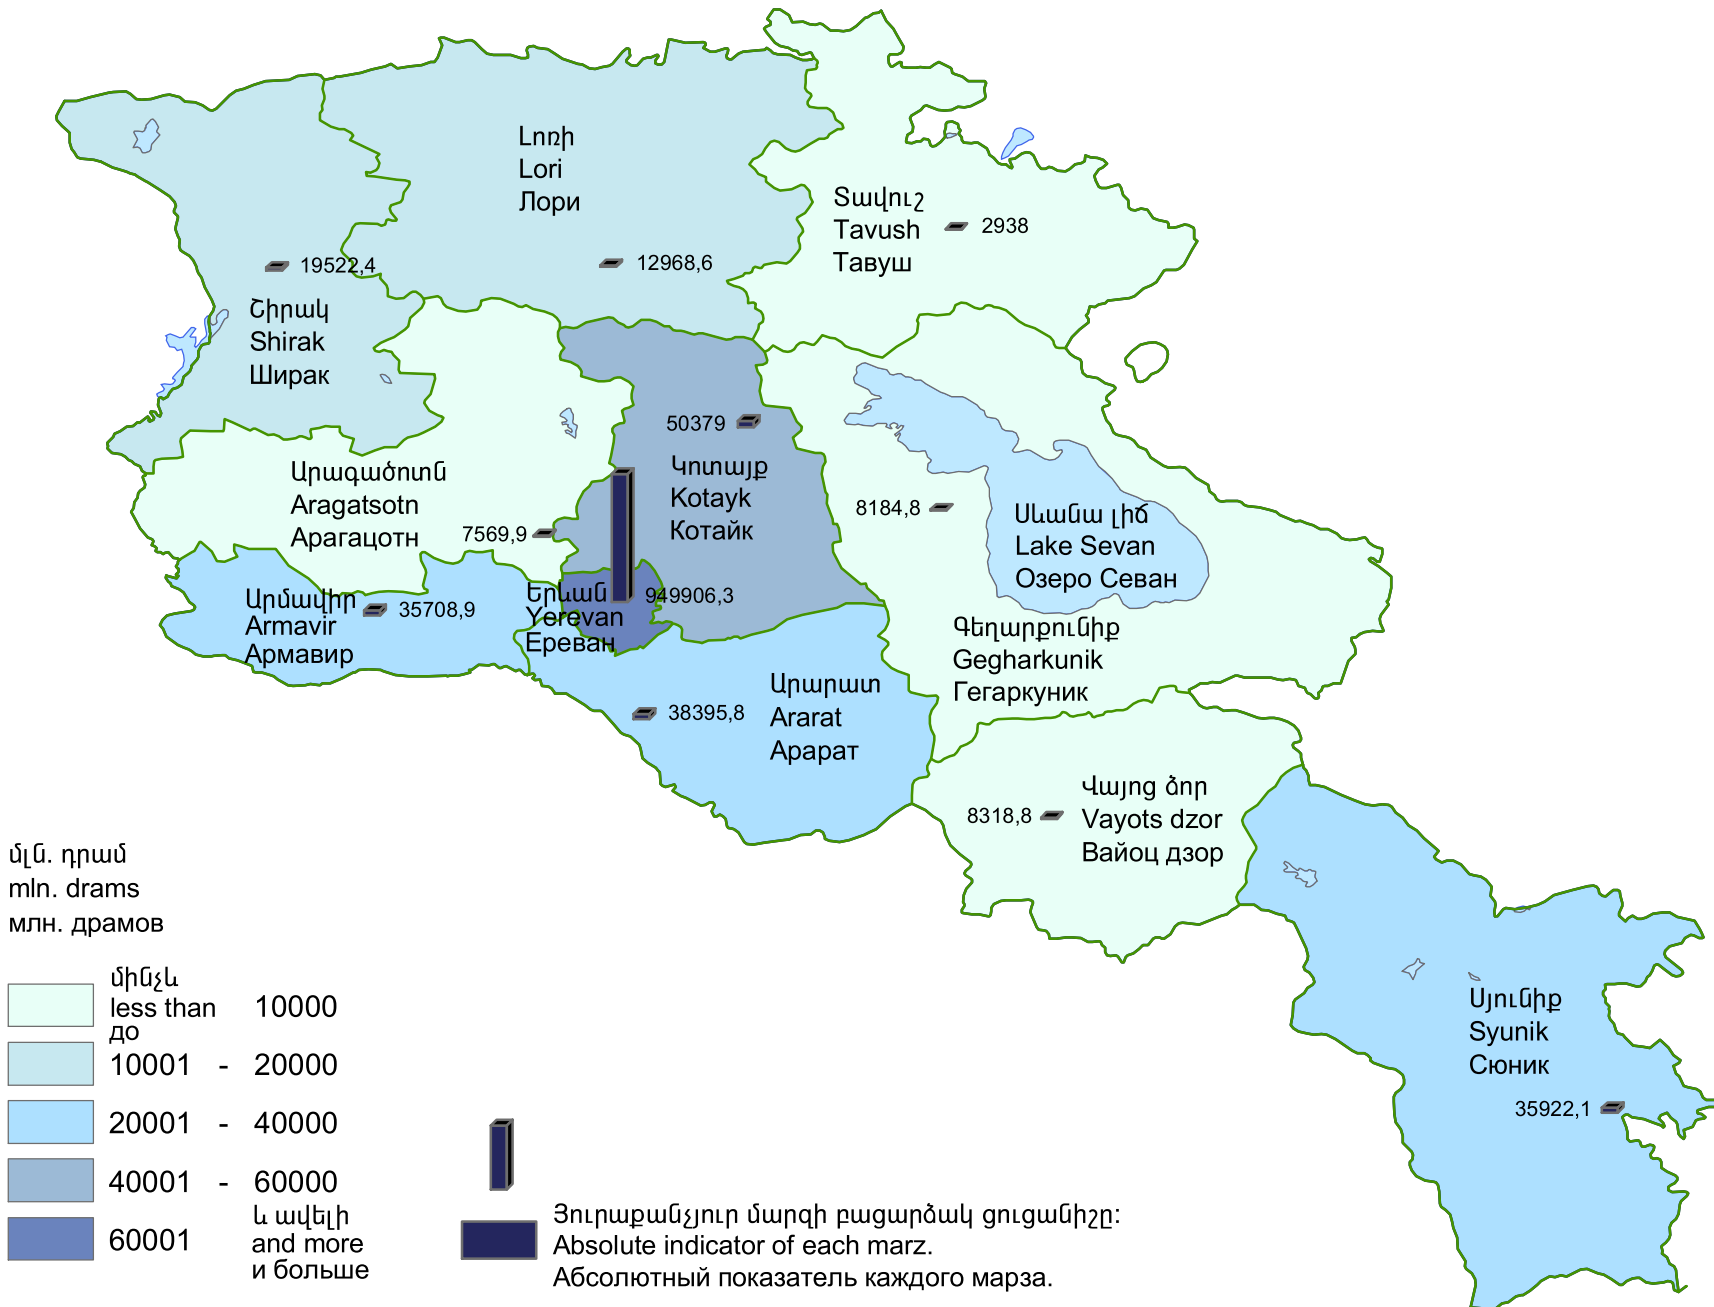 Լոռի
Lori
Лори
12968,6
Տավուշ
Tavush
Тавуш
2938
19522,4
Շիրակ
Shirak
Ширак
50379
Կոտայք
Kotayk
Котайк
Արագածոտն
Aragatsotn
Арагацотн
7569,9
8184,8
Սևանա լիճ
Lake Sevan
Озеро Севан
Արմավիր
Armavir
Армавир
35708,9
Երևան
Yerevan
Ереван
949906,3
Գեղարքունիք
Gegharkunik
Гегаркуник
Արարատ
Ararat
Арарат
38395,8
Վայոց ձոր
Vayots dzor
Вайоц дзор
8318,8
Սյունիք
Syunik
Сюник
35922,1
մլն. դրամ
mln. drams
млн. драмов
մինչև
less than 10000
до
10001 - 20000
20001 - 40000
40001 - 60000
60001 և ավելի
and more
и больше
Յուրաքանչյուր մարզի բացարձակ ցուցանիշը:
Absolute indicator of each marz.
Абсолютный показатель каждого марза.